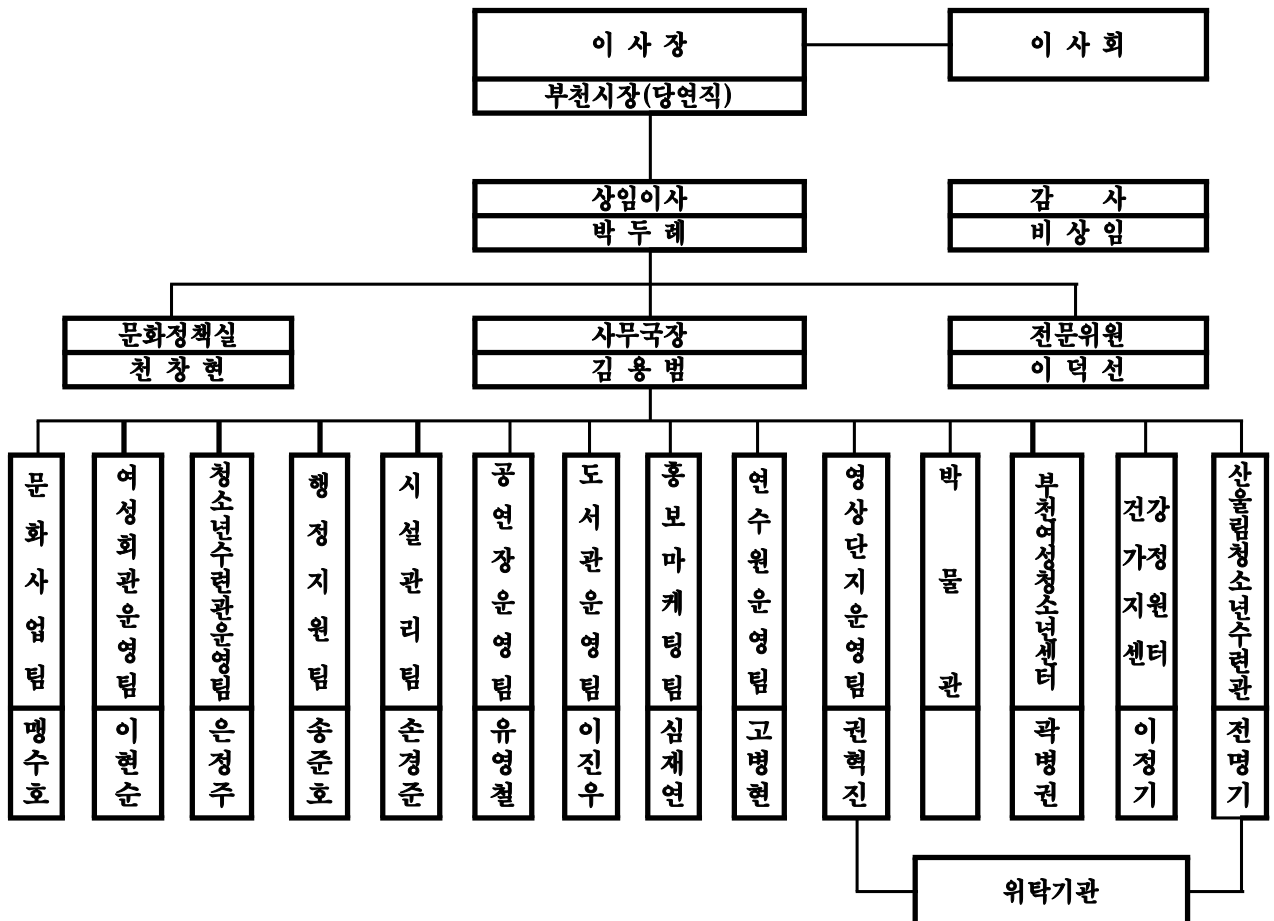 이 사 장
이 사 회
부천시장(당연직)
상임이사
감 사
박 두 례
비 상 임
문화정책실
사무국장
전문위원
천 창 현
김 용 범
이 덕 선
문화사업팀
맹수호
여성회관운영팀
이현순
청소년수련관운영팀
은정주
행정지원팀
송준호
시설관리팀
손경준
공연장운영팀
유영철
도서관운영팀
이진우
홍보마케팅팀
심재연
연수원운영팀
고병현
영상단지운영팀
권혁진
박물관
부천여성청소년센터
곽병권
건강
가정
지원
센터
이정기
산울림청소년수련관
전명기
위탁기관